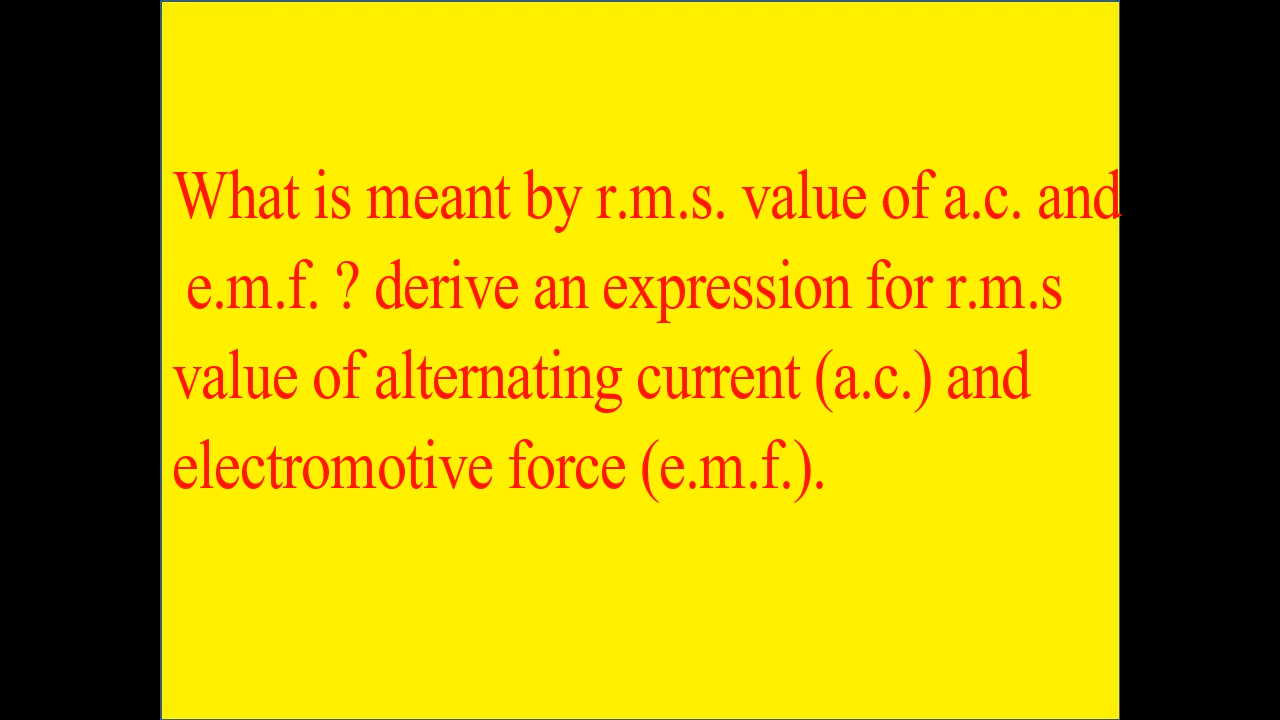 What is meant by r.m.s. value of a.c. and
e.m.f. ? derive an expression for r.m.s
value of alternating current (a.c.) and
electromotive force (e.m.f.).